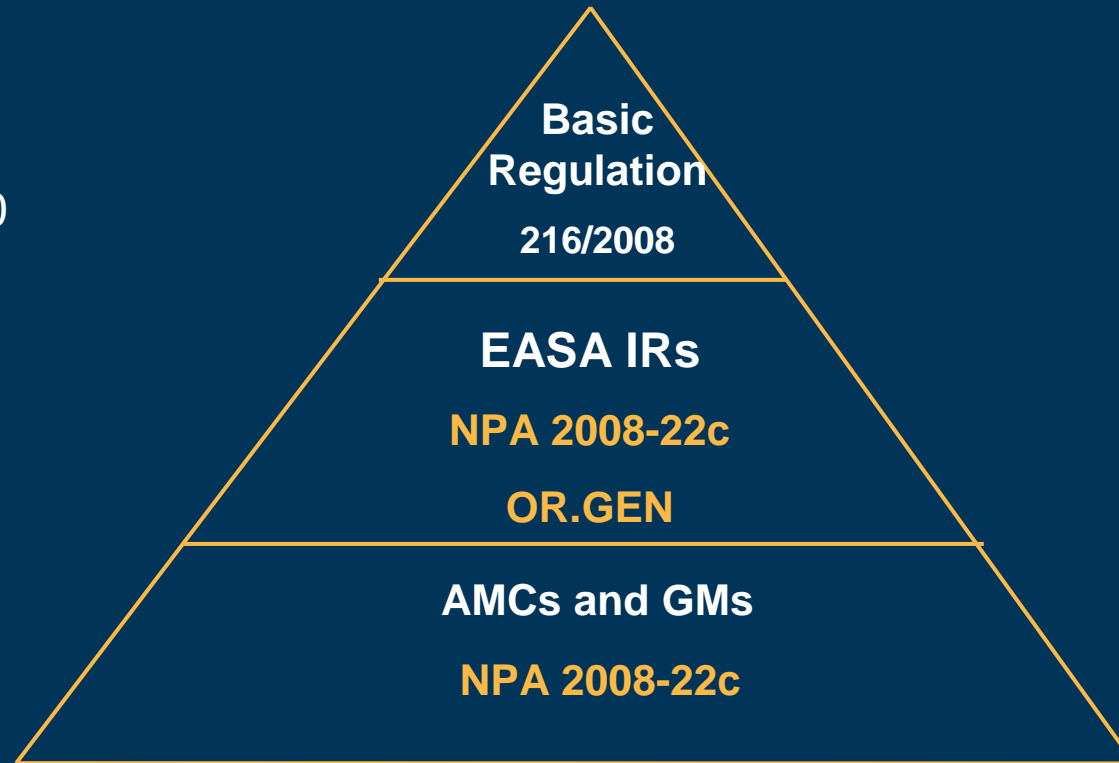 Basic
Regulation
)
216/2008
EASA IRs
NPA 2008-22c
OR.GEN
AMCs and GMs
NPA 2008-22c